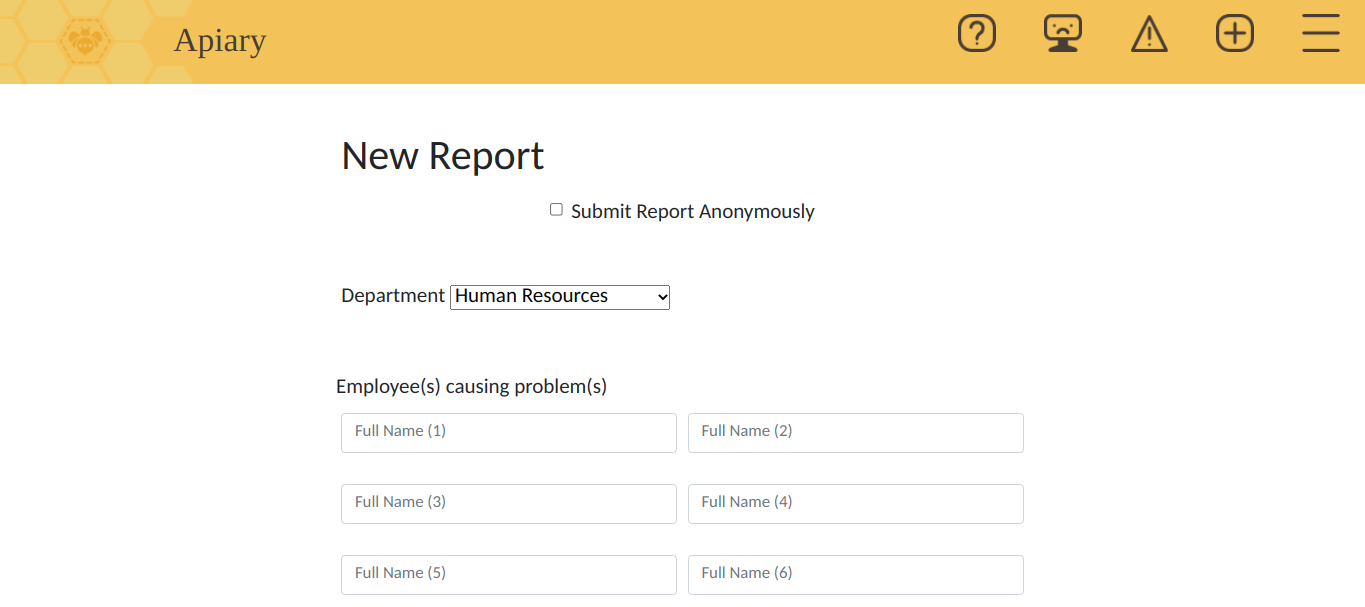 Apiary
New Report
Submit Report Anonymously
Department Human Resources
Employee(s) causing problem(s)
Full Name (1) Full Name (2)
Full Name (3) Full Name (4)
Full Name (5) Full Name (6)